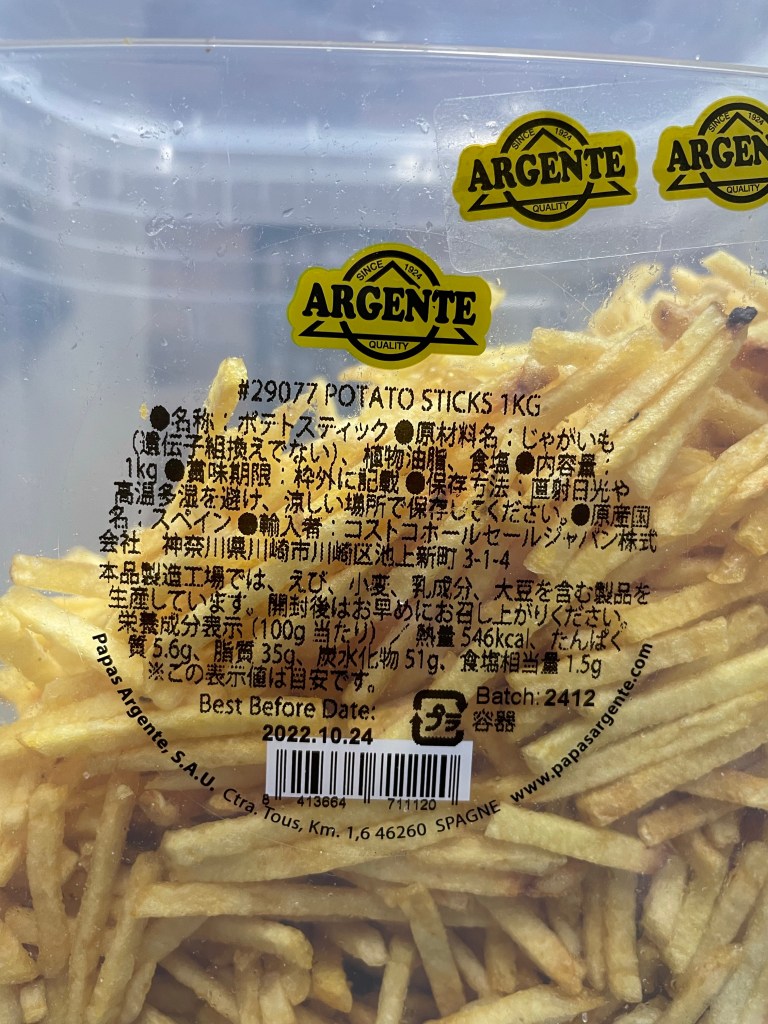 SINCE 1924
ARGENTE
QUALITY
SINCE 1924
ARGEN
QUALITY
SINCE 1924
ARGENTE
QUALITY
#29077 POTATO STICKS 1KG
●名称：ポテトスティック ●原材料名：じゃがいも
(遺伝子組換えでない)、植物油脂、食塩 ●内容量：
1kg ●賞味期限：枠外に記載 ●保存方法：直射日光や
高温多湿を避け、涼しい場所で保存してください。●原産国
名：スペイン ●輸入者：コストコホールセールジャパン株式
会社 神奈川県川崎市川崎区池上新町 3-1-4
本品製造工場では、えび、小麦、乳成分、大豆を含む製品を
生産しています。開封後はお早めにお召し上がりください。
栄養成分表示 (100g 当たり) ／ 熱量 546kcal、たんぱく
質 5.6g、脂質 35g、炭水化物 51g、食塩相当量 1.5g
※この表示値は目安です。
Best Before Date:
2022.10.24
プラ
容器
Batch: 2412
8 413664 711120
Papas Argente, S.A.U. Ctra. Tous, Km. 1,6 46260 SPAGNE www.papasargente.com